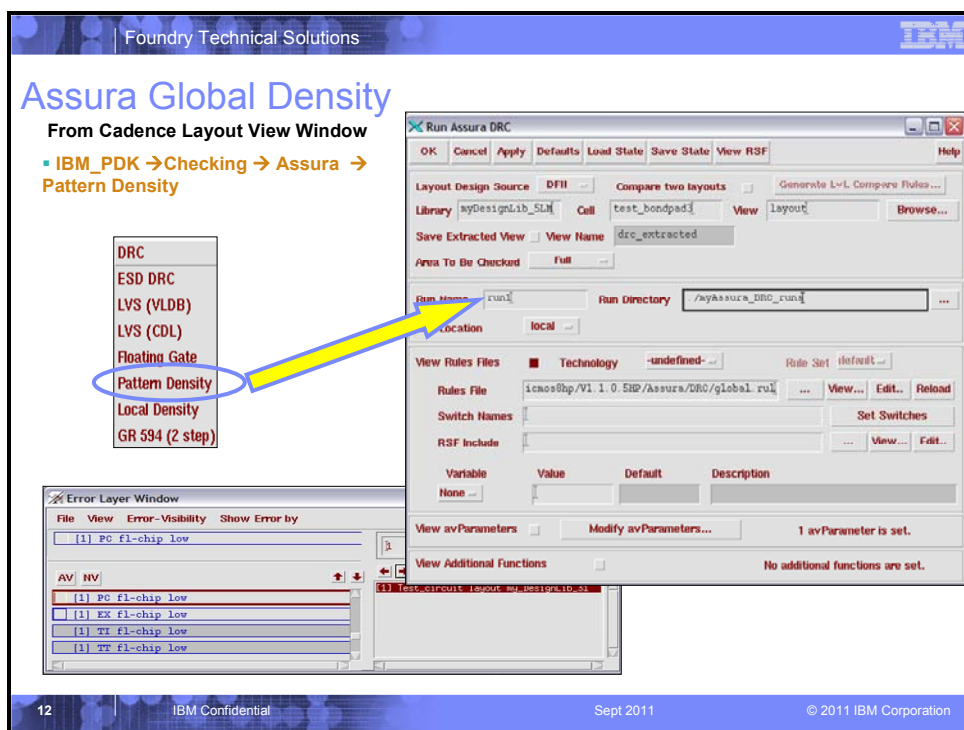 Foundry Technical Solutions
IBM
Assura Global Density
From Cadence Layout View Window
▪ IBM_PDK →Checking → Assura →
Pattern Density
DRC
ESD DRC
LVS (VLDB)
LVS (CDL)
Floating Gate
Pattern Density
Local Density
GR 594 (2 step)
Run Assura DRC
OK Cancel Apply Defaults Load State Save State View RSF Help
Layout Design Source DFII Compare two layouts Generate LvL Compare Rules...
Library myDesignLib_5LM Cell test_bondpad3 View layout Browse...
Save Extracted View View Name drc_extracted
Area To Be Checked Full
Run Name run1 Run Directory ./myAssura_DRC_runs ...
Location local
View Rules Files Technology -undefined- Rule Set default
Rules File icmos8hp/V1.1.0.5HP/Assura/DRC/global.rul ... View... Edit.. Reload
Switch Names Set Switches
RSF Include ... View... Edit..
Variable Value Default Description
None
View avParameters Modify avParameters... 1 avParameter is set.
View Additional Functions No additional functions are set.
Error Layer Window
File View Error-Visibility Show Error by
[1] PC fl-chip low
1
AV NV
[1] PC fl-chip low
[1] EX fl-chip low
[1] TI fl-chip low
[1] TT fl-chip low
[1] Test_circuit layout my_DesignLib_5l
12 IBM Confidential Sept 2011 © 2011 IBM Corporation